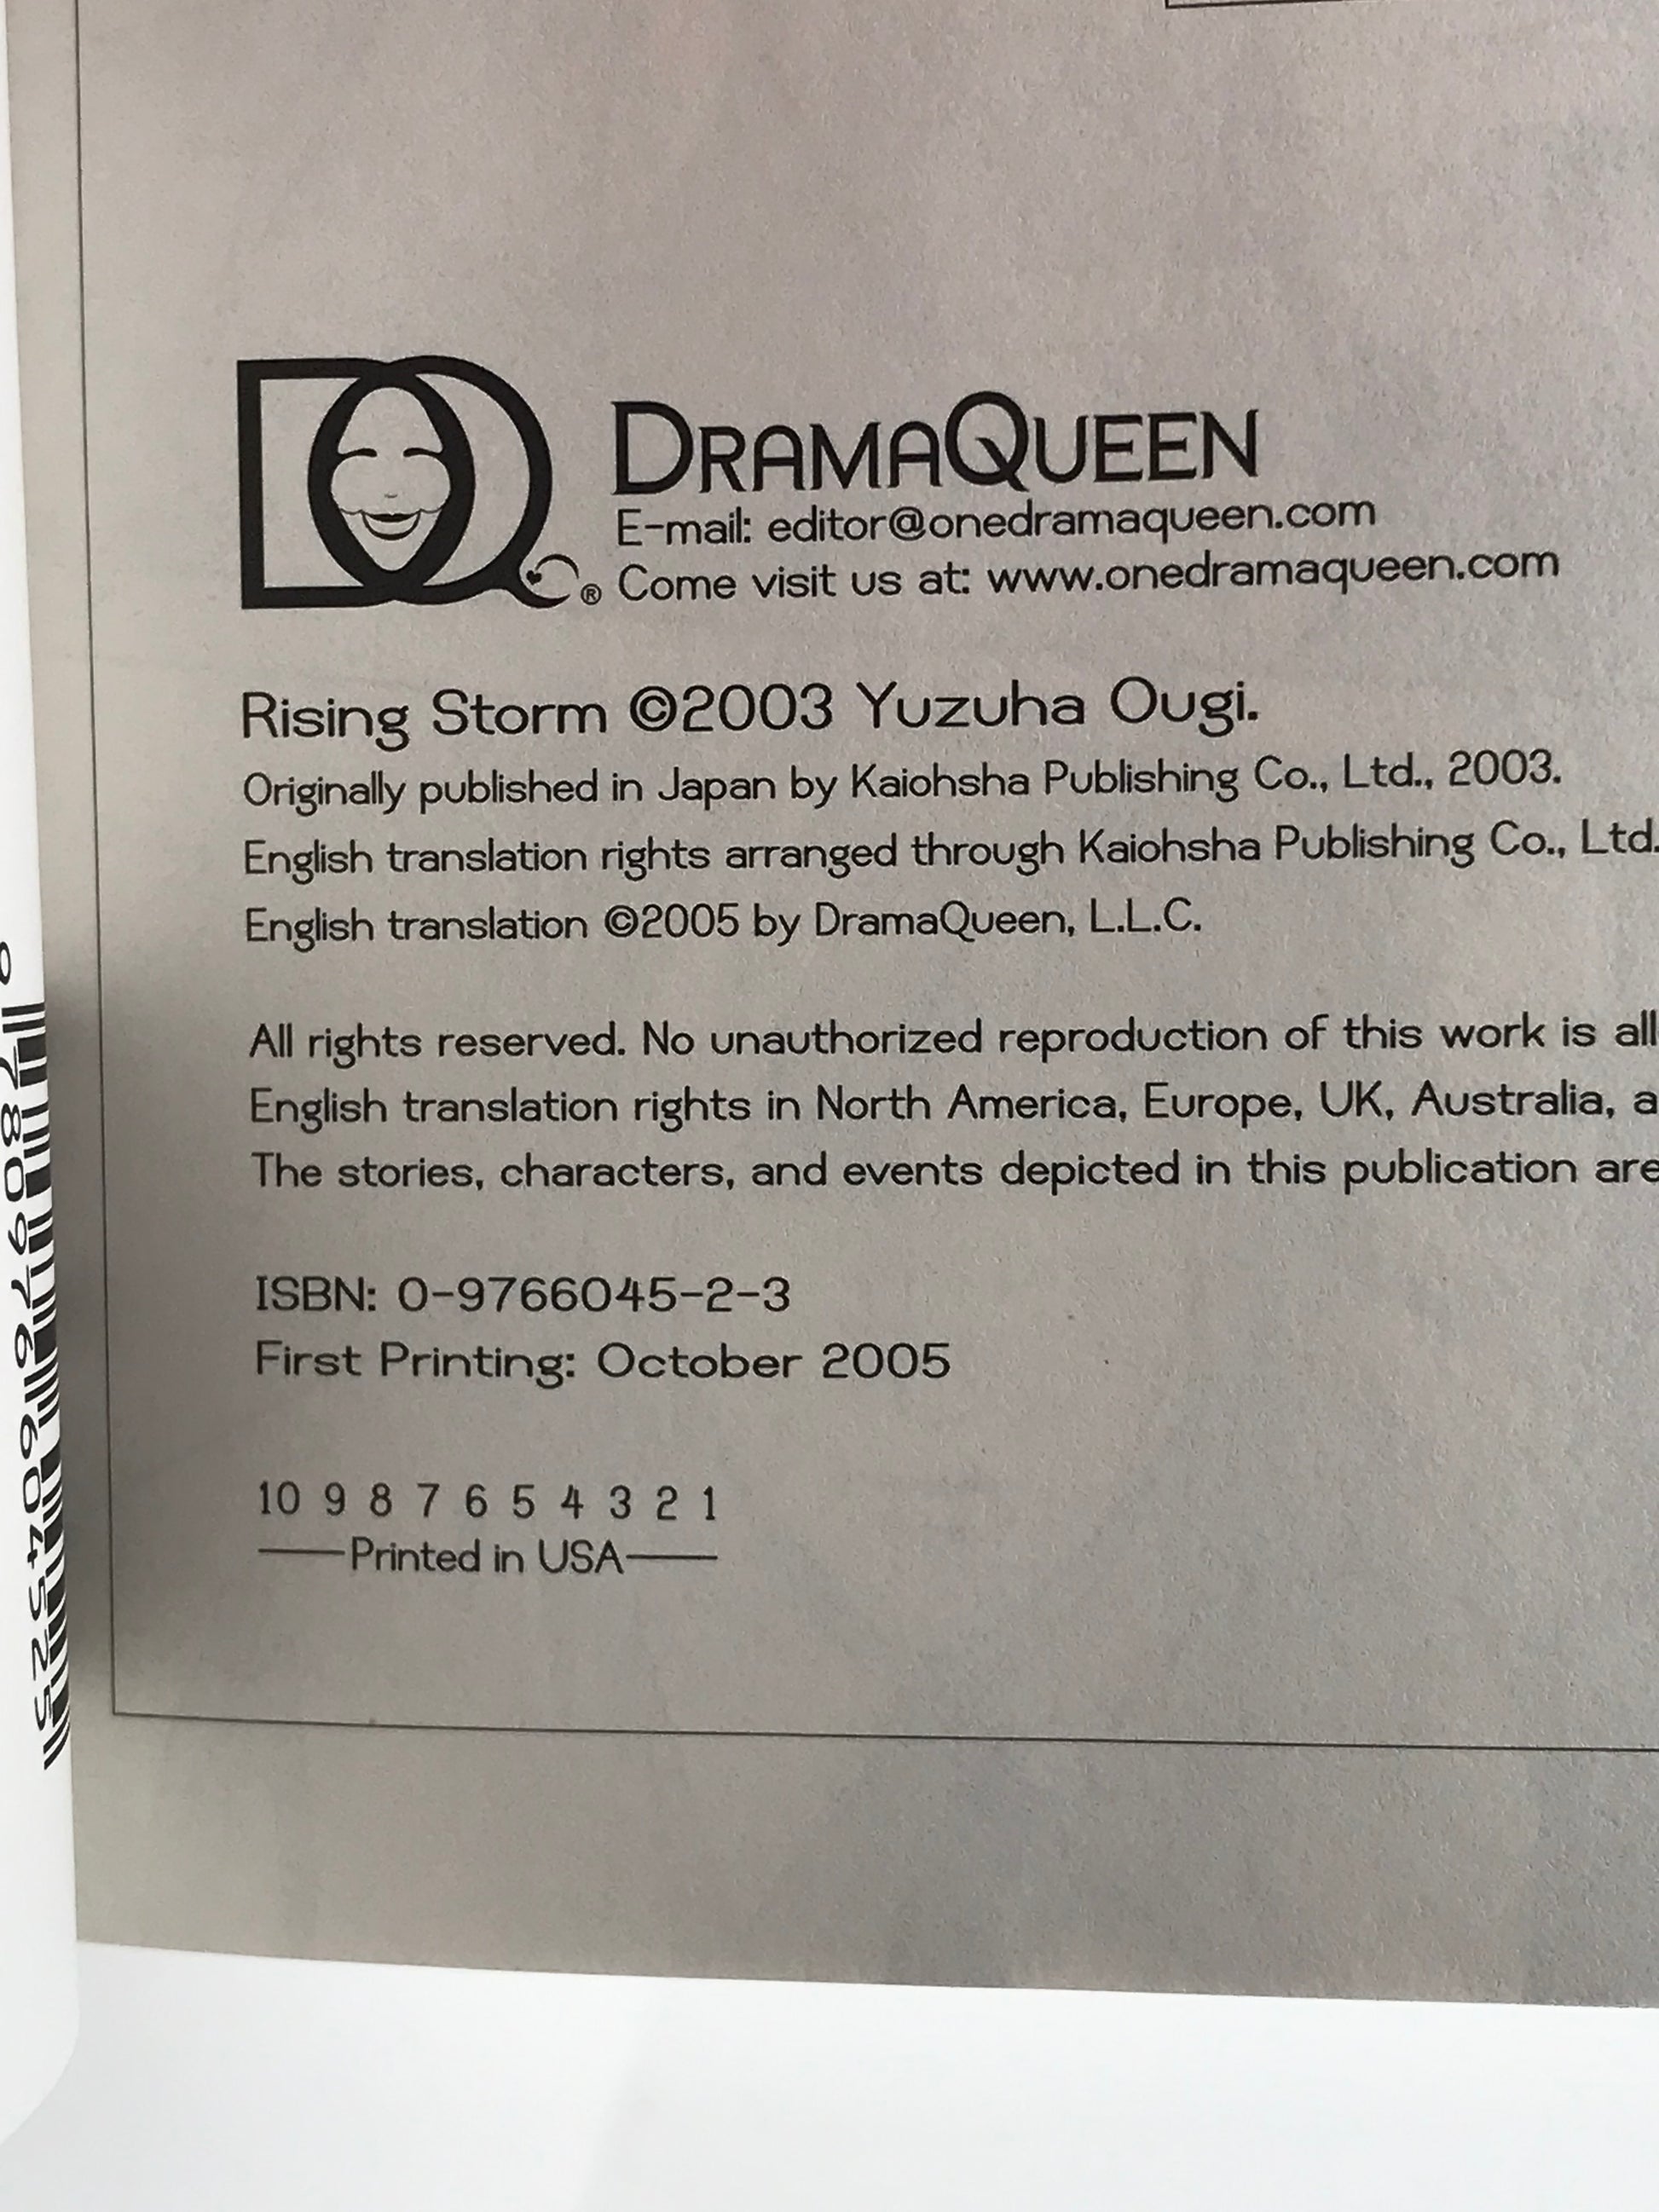 DQ
DRAMAQUEEN
E-mail: editor@onedramaqueen.com
® Come visit us at: www.onedramaqueen.com
Rising Storm ©2003 Yuzuha Ougi.
Originally published in Japan by Kaiohsha Publishing Co., Ltd., 2003.
English translation rights arranged through Kaiohsha Publishing Co., Ltd.
English translation ©2005 by DramaQueen, L.L.C.
All rights reserved. No unauthorized reproduction of this work is all
English translation rights in North America, Europe, UK, Australia, a
The stories, characters, and events depicted in this publication are
ISBN: 0-9766045-2-3
First Printing: October 2005
10 9 8 7 6 5 4 3 2 1
Printed in USA